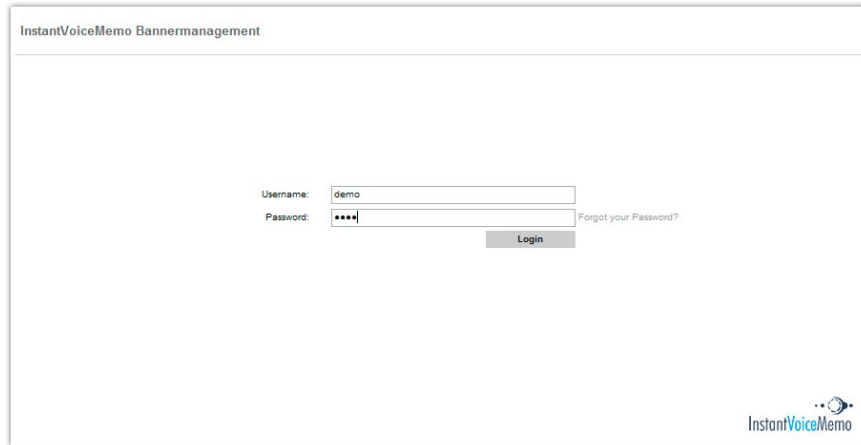 InstantVoiceMemo Bannermanagement
Username: demo
Password: •••• Forgot your Password?
Login
InstantVoiceMemo